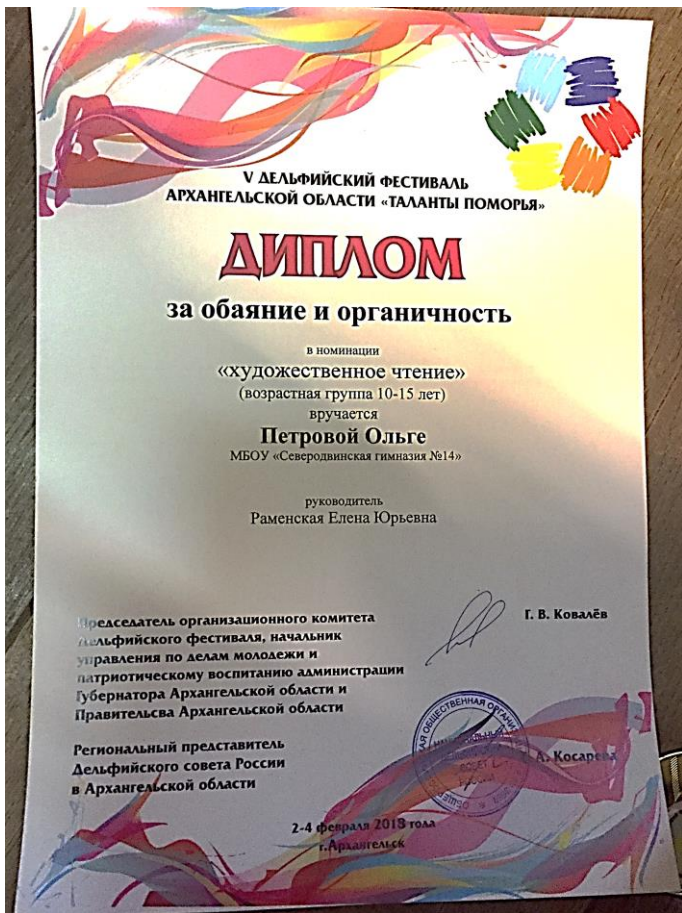 V ДЕЛЬФИЙСКИЙ ФЕСТИВАЛЬ
АРХАНГЕЛЬСКОЙ ОБЛАСТИ «ТАЛАНТЫ ПОМОРЬЯ»
ДИПЛОМ
за обаяние и органичность
в номинации
«художественное чтение»
(возрастная группа 10-15 лет)
вручается
Петровой Ольге
МБОУ «Северодвинская гимназия №14»
руководитель
Раменская Елена Юрьевна
Председатель организационного комитета
Дельфийского фестиваля, начальник
управления по делам молодежи и
патриотическому воспитанию администрации
Губернатора Архангельской области и
Правительсва Архангельской области
Г. В. Ковалёв
Региональный представитель
Дельфийского совета России
в Архангельской области
А. Косарева
2-4 февраля 2018 года
г.Архангельск